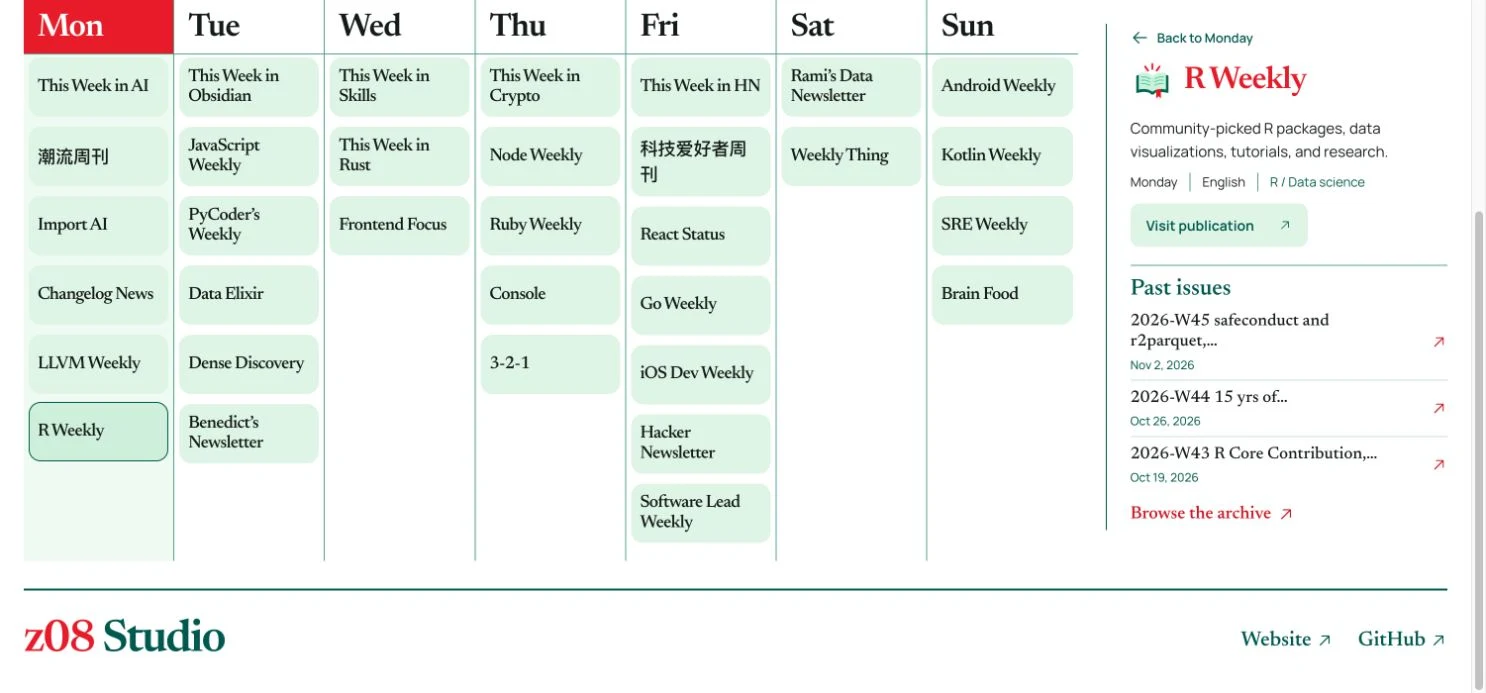 Mon
Tue
Wed
Thu
Fri
Sat
Sun
This Week in AI
潮流周刊
Import AI
Changelog News
LLVM Weekly
R Weekly
This Week in
Obsidian
JavaScript
Weekly
PyCoder’s
Weekly
Data Elixir
Dense Discovery
Benedict’s
Newsletter
This Week in
Skills
This Week in
Rust
Frontend Focus
This Week in
Crypto
Node Weekly
Ruby Weekly
Console
3-2-1
This Week in HN
科技爱好者周
刊
React Status
Go Weekly
iOS Dev Weekly
Hacker
Newsletter
Software Lead
Weekly
Rami’s Data
Newsletter
Weekly Thing
Android Weekly
Kotlin Weekly
SRE Weekly
Brain Food
← Back to Monday
R Weekly
Community-picked R packages, data
visualizations, tutorials, and research.
Monday | English | R / Data science
Visit publication ↗
Past issues
2026-W45 safeconduct and
r2parquet,...
↗
Nov 2, 2026
2026-W44 15 yrs of...
↗
Oct 26, 2026
2026-W43 R Core Contribution,...
↗
Oct 19, 2026
Browse the archive ↗
z08 Studio
Website ↗ GitHub ↗